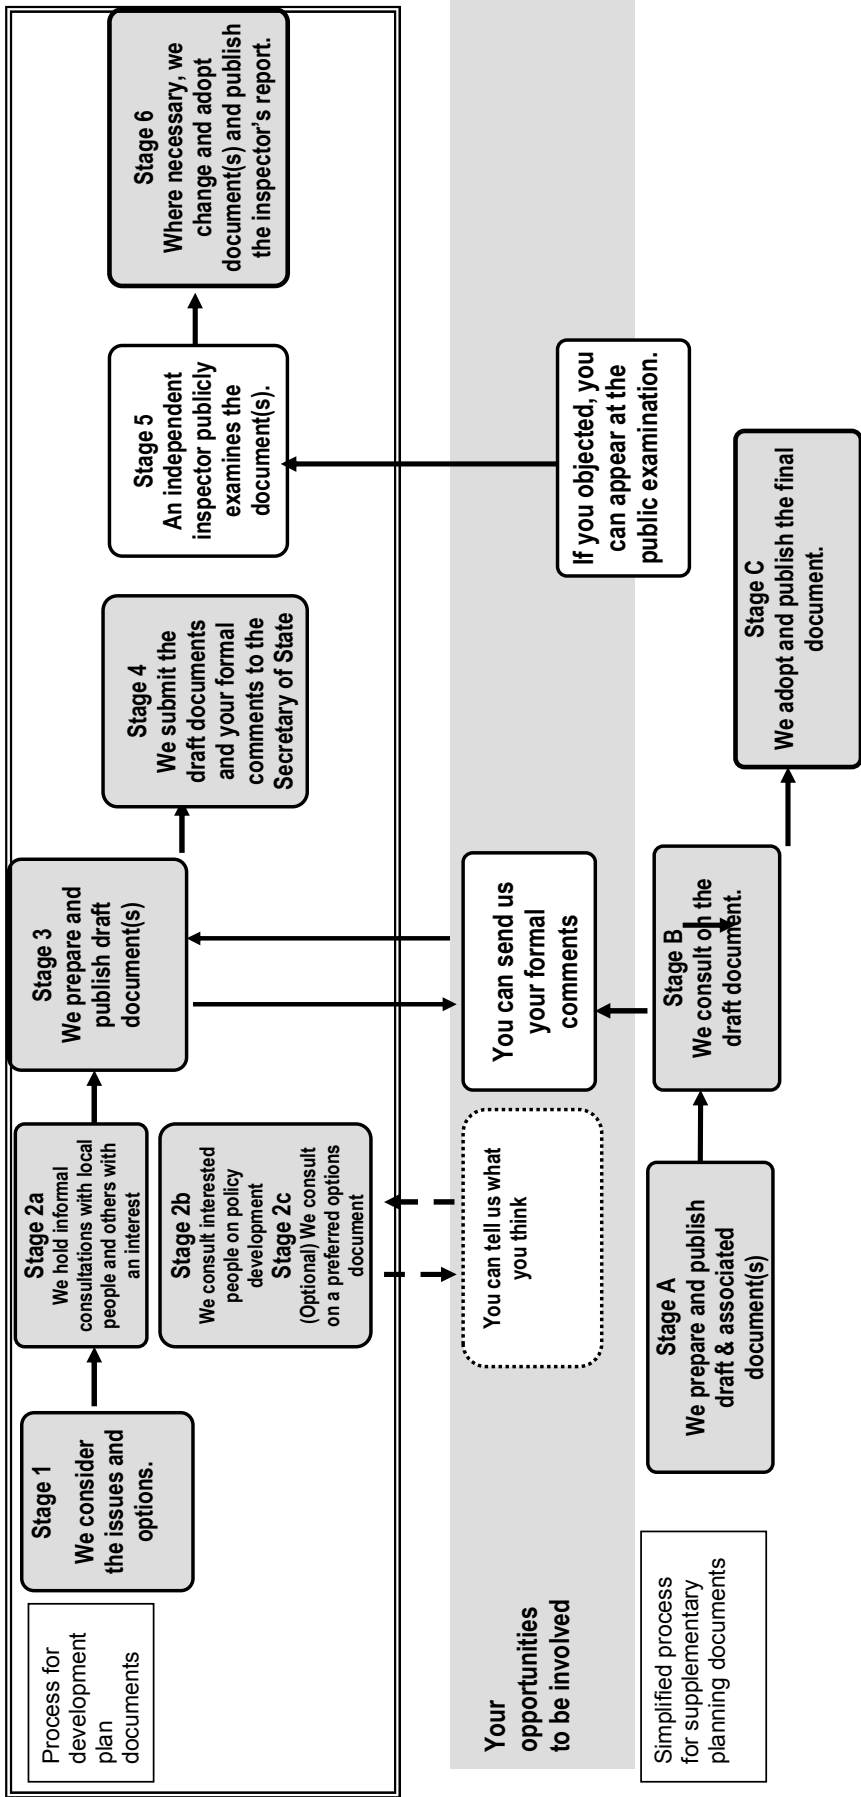 Process for
development
plan
documents
Stage 1
We consider
the issues and
options.
Stage 2a
We hold informal
consultations with local
people and others with
an interest
Stage 2b
We consult interested
people on policy
development
Stage 2c
(Optional) We consult
on a preferred options
document
Stage 3
We prepare and
publish draft
document(s)
Stage 4
We submit the
draft documents
and your formal
comments to the
Secretary of State
Stage 5
An independent
inspector publicly
examines the
document(s).
Stage 6
Where necessary, we
change and adopt
document(s) and publish
the inspector's report.
Your
opportunities
to be involved
You can tell us what
you think
You can send us
your formal
comments
If you objected, you
can appear at the
public examination.
Simplified process
for supplementary
planning documents
Stage A
We prepare and publish
draft & associated
document(s)
Stage B
We consult on the
draft document.
Stage C
We adopt and publish the final
document.